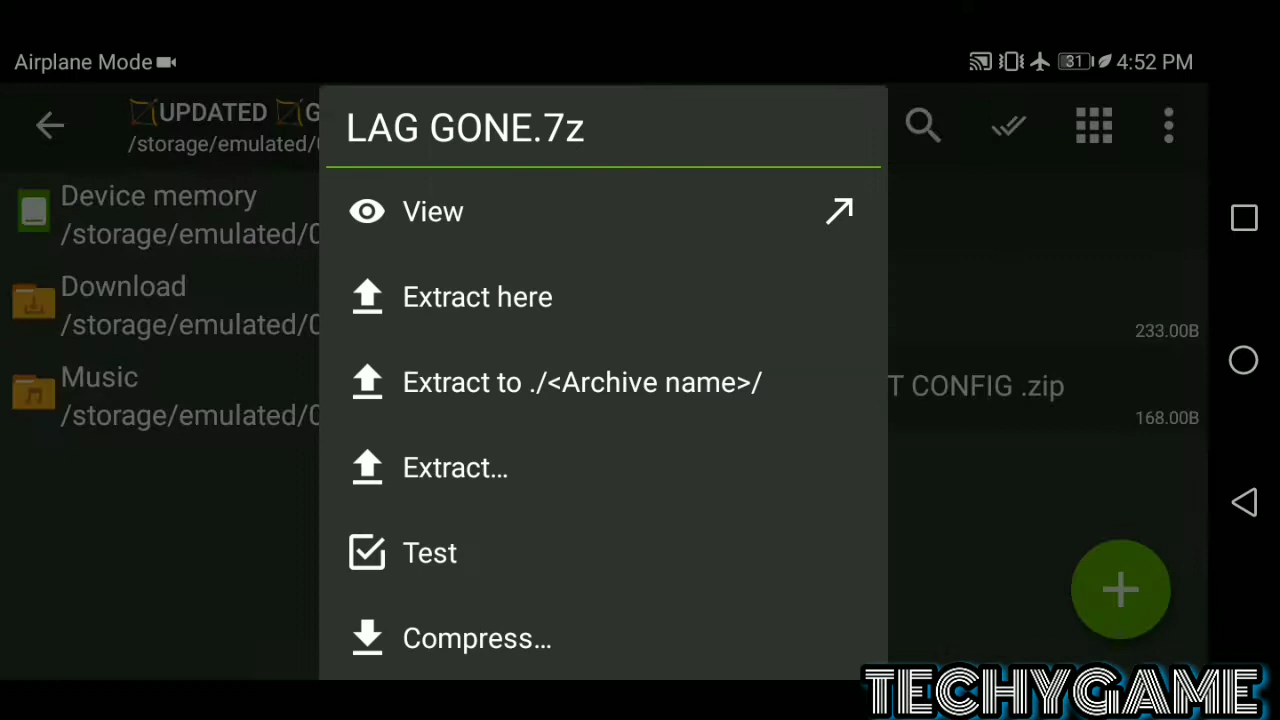 Airplane Mode
31 4:52 PM
UPDATED G
/storage/emulated/
LAG GONE.7z
Device memory
/storage/emulated/0
Download
/storage/emulated/0
Music
/storage/emulated/0
View
Extract here
Extract to ./<Archive name>/
Extract...
Test
Compress...
233.00B
T CONFIG .zip
168.00B
TECHYGAME